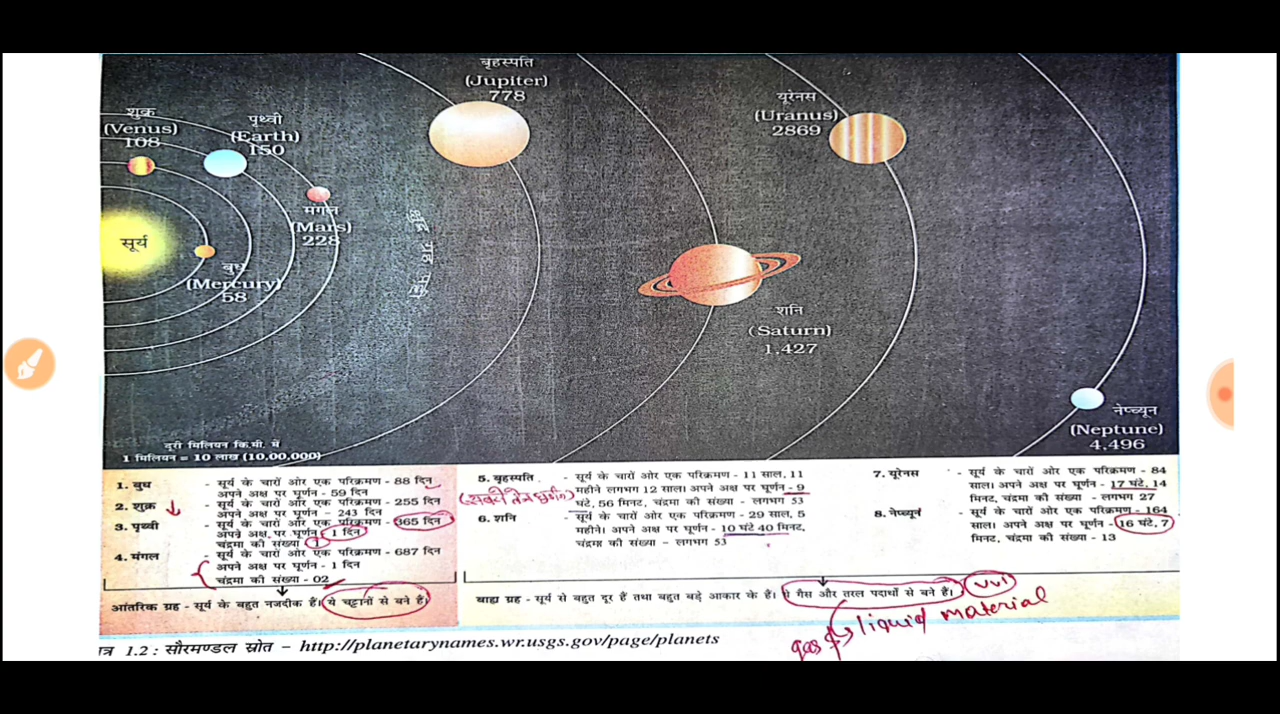 बृहस्पति
(Jupiter)
778
यूरेनस
(Uranus)
2869
शुक्र
(Venus)
108
पृथ्वी
(Earth)
150
मंगल
(Mars)
228
सूर्य
बुध
(Mercury)
58
क्षुद्र ग्रह पट्टी
शनि
(Saturn)
1,427
नेप्च्यून
(Neptune)
4,496
दूरी मिलियन कि.मी. में
1 मिलियन = 10 लाख (10,00,000)
1. बुध - सूर्य के चारों ओर एक परिक्रमण - 88 दिन
अपने अक्ष पर घूर्णन - 59 दिन
2. शुक्र - सूर्य के चारों ओर एक परिक्रमण - 255 दिन
अपने अक्ष पर घूर्णन - 243 दिन
3. पृथ्वी - सूर्य के चारों ओर एक परिक्रमण - 365 दिन
अपने अक्ष पर घूर्णन - 1 दिन
चंद्रमा की संख्या 1
4. मंगल - सूर्य के चारों ओर एक परिक्रमण - 687 दिन
अपने अक्ष पर घूर्णन - 1 दिन
चंद्रमा की संख्या - 02
आंतरिक ग्रह - सूर्य के बहुत नजदीक हैं। ये चट्टानों से बने हैं।
5. बृहस्पति - सूर्य के चारों ओर एक परिक्रमण - 11 साल, 11
महीने लगभग 12 साल। अपने अक्ष पर घूर्णन - 9
घंटे, 56 मिनट, चंद्रमा की संख्या - लगभग 53
(सबसे तेज घूर्णन)
6. शनि - सूर्य के चारों ओर एक परिक्रमण - 29 साल, 5
महीने। अपने अक्ष पर घूर्णन - 10 घंटे 40 मिनट,
चंद्रमा की संख्या - लगभग 53
7. यूरेनस - सूर्य के चारों ओर एक परिक्रमण - 84
साल। अपने अक्ष पर घूर्णन - 17 घंटे, 14
मिनट, चंद्रमा की संख्या - लगभग 27
8. नेप्च्यून - सूर्य के चारों ओर एक परिक्रमण - 164
साल। अपने अक्ष पर घूर्णन - 16 घंटे, 7
मिनट, चंद्रमा की संख्या - 13
बाह्य ग्रह - सूर्य से बहुत दूर हैं तथा बहुत बड़े आकार के हैं। ये गैस और तरल पदार्थों से बने हैं।
VVI
gas liquid material
त्र 1.2 : सौरमण्डल स्रोत – http://planetarynames.wr.usgs.gov/page/planets